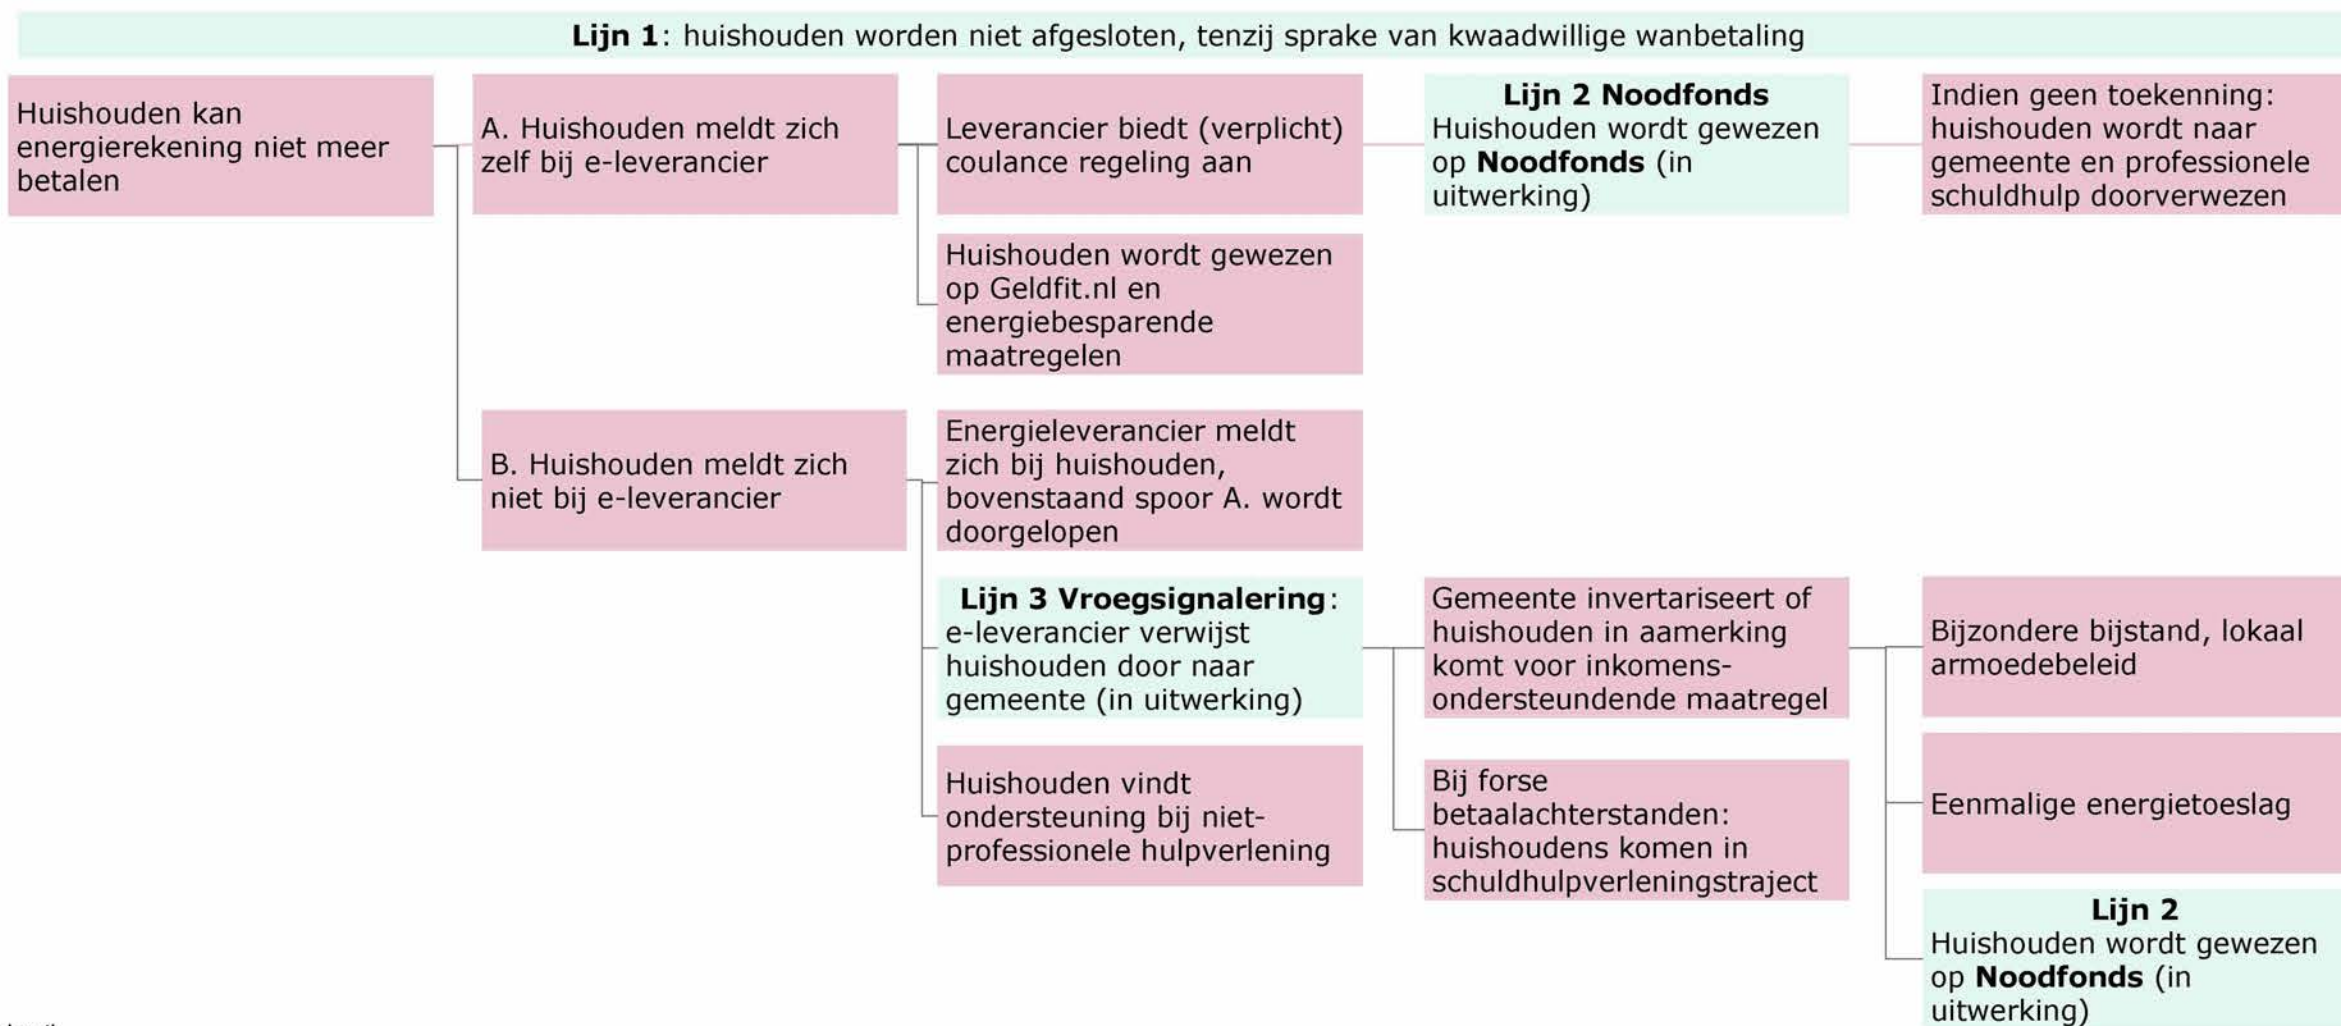 Lijn 1: huishouden worden niet afgesloten, tenzij sprake van kwaadwillige wanbetaling
Huishouden kan
energierekening niet meer
betalen
A. Huishouden meldt zich
zelf bij e-leverancier
Leverancier biedt (verplicht)
coulance regeling aan
Lijn 2 Noodfonds
Huishouden wordt gewezen
op Noodfonds (in
uitwerking)
Indien geen toekenning:
huishouden wordt naar
gemeente en professionele
schuldhulp doorverwezen
Huishouden wordt gewezen
op Geldfit.nl en
energiebesparende
maatregelen
B. Huishouden meldt zich
niet bij e-leverancier
Energieleverancier meldt
zich bij huishouden,
bovenstaand spoor A. wordt
doorgelopen
Lijn 3 Vroegsignalering:
e-leverancier verwijst
huishouden door naar
gemeente (in uitwerking)
Gemeente invertariseert of
huishouden in aamerking
komt voor inkomens-
ondersteundende maatregel
Bijzondere bijstand, lokaal
armoedebeleid
Huishouden vindt
ondersteuning bij niet-
professionele hulpverlening
Bij forse
betaalachterstanden:
huishoudens komen in
schuldhulpverleningstraject
Eenmalige energietoeslag
Lijn 2
Huishouden wordt gewezen
op Noodfonds (in
uitwerking)